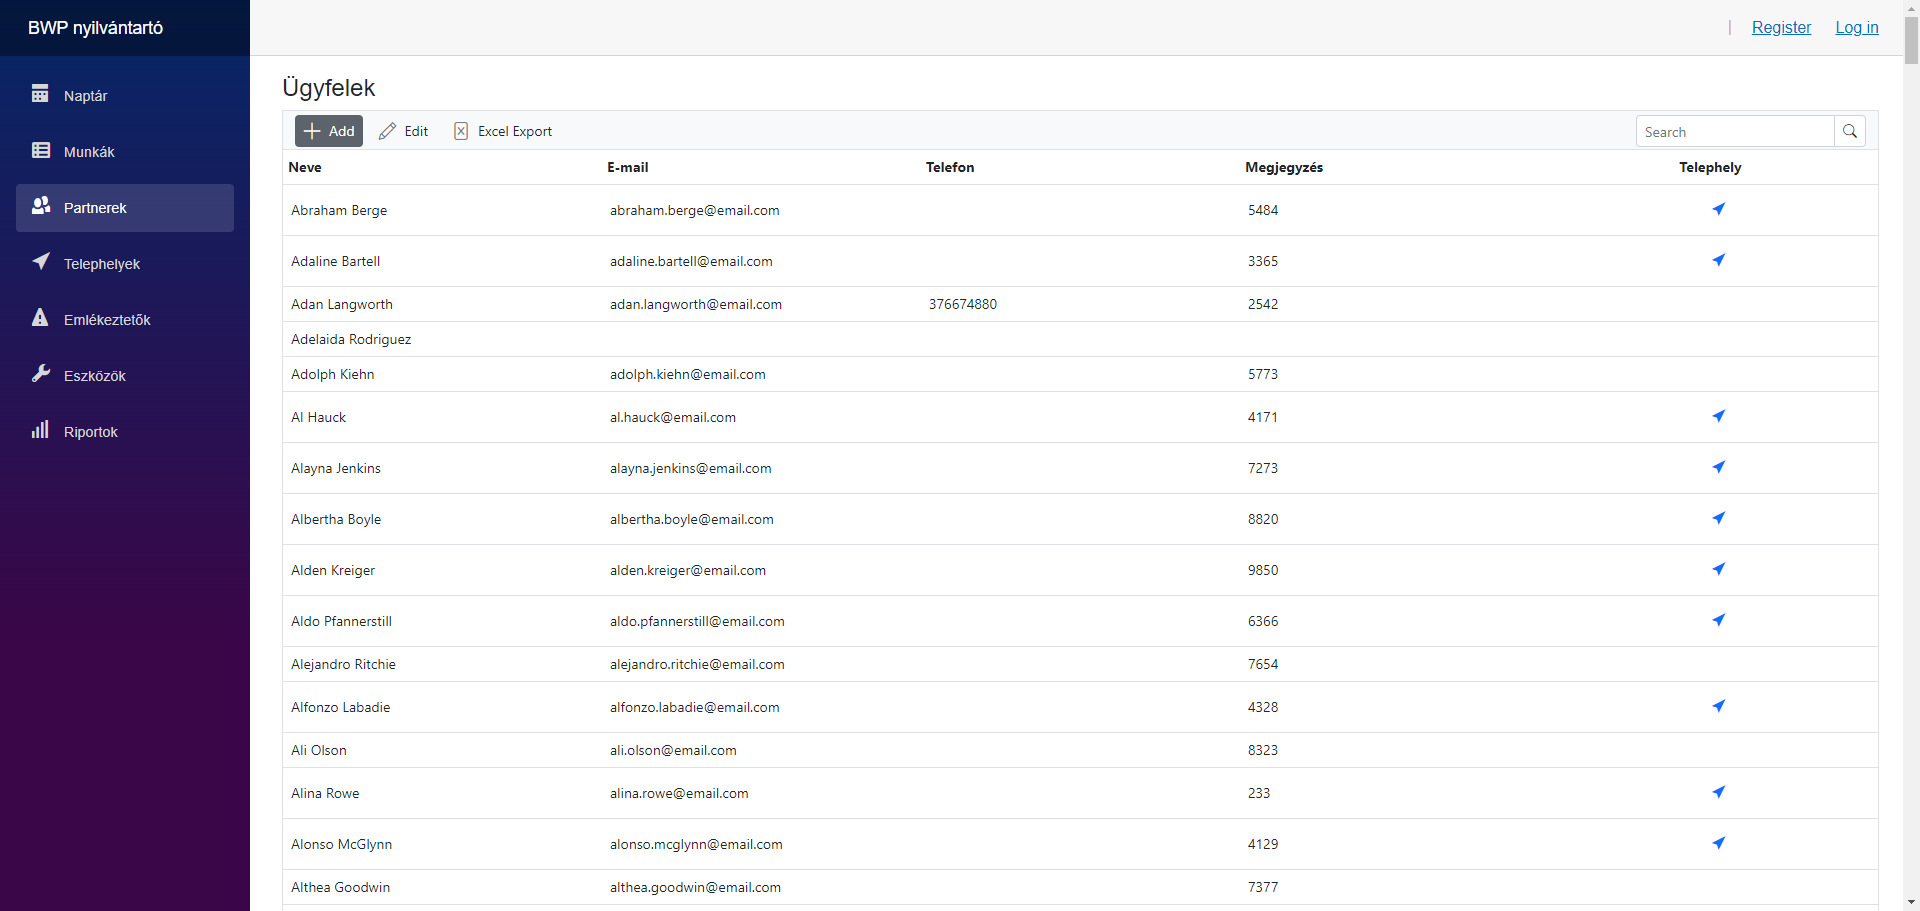 BWP nyilvántartó
Register Log in
Naptár
Munkák
Partnerek
Telephelyek
Emlékeztetők
Eszközök
Riportok
Ügyfelek
Add Edit Excel Export Search
Neve E-mail Telefon Megjegyzés Telephely
Abraham Berge abraham.berge@email.com 5484
Adaline Bartell adaline.bartell@email.com 3365
Adan Langworth adan.langworth@email.com 376674880 2542
Adelaida Rodriguez
Adolph Kiehn adolph.kiehn@email.com 5773
Al Hauck al.hauck@email.com 4171
Alayna Jenkins alayna.jenkins@email.com 7273
Albertha Boyle albertha.boyle@email.com 8820
Alden Kreiger alden.kreiger@email.com 9850
Aldo Pfannerstill aldo.pfannerstill@email.com 6366
Alejandro Ritchie alejandro.ritchie@email.com 7654
Alfonzo Labadie alfonzo.labadie@email.com 4328
Ali Olson ali.olson@email.com 8323
Alina Rowe alina.rowe@email.com 233
Alonso McGlynn alonso.mcglynn@email.com 4129
Althea Goodwin althea.goodwin@email.com 7377